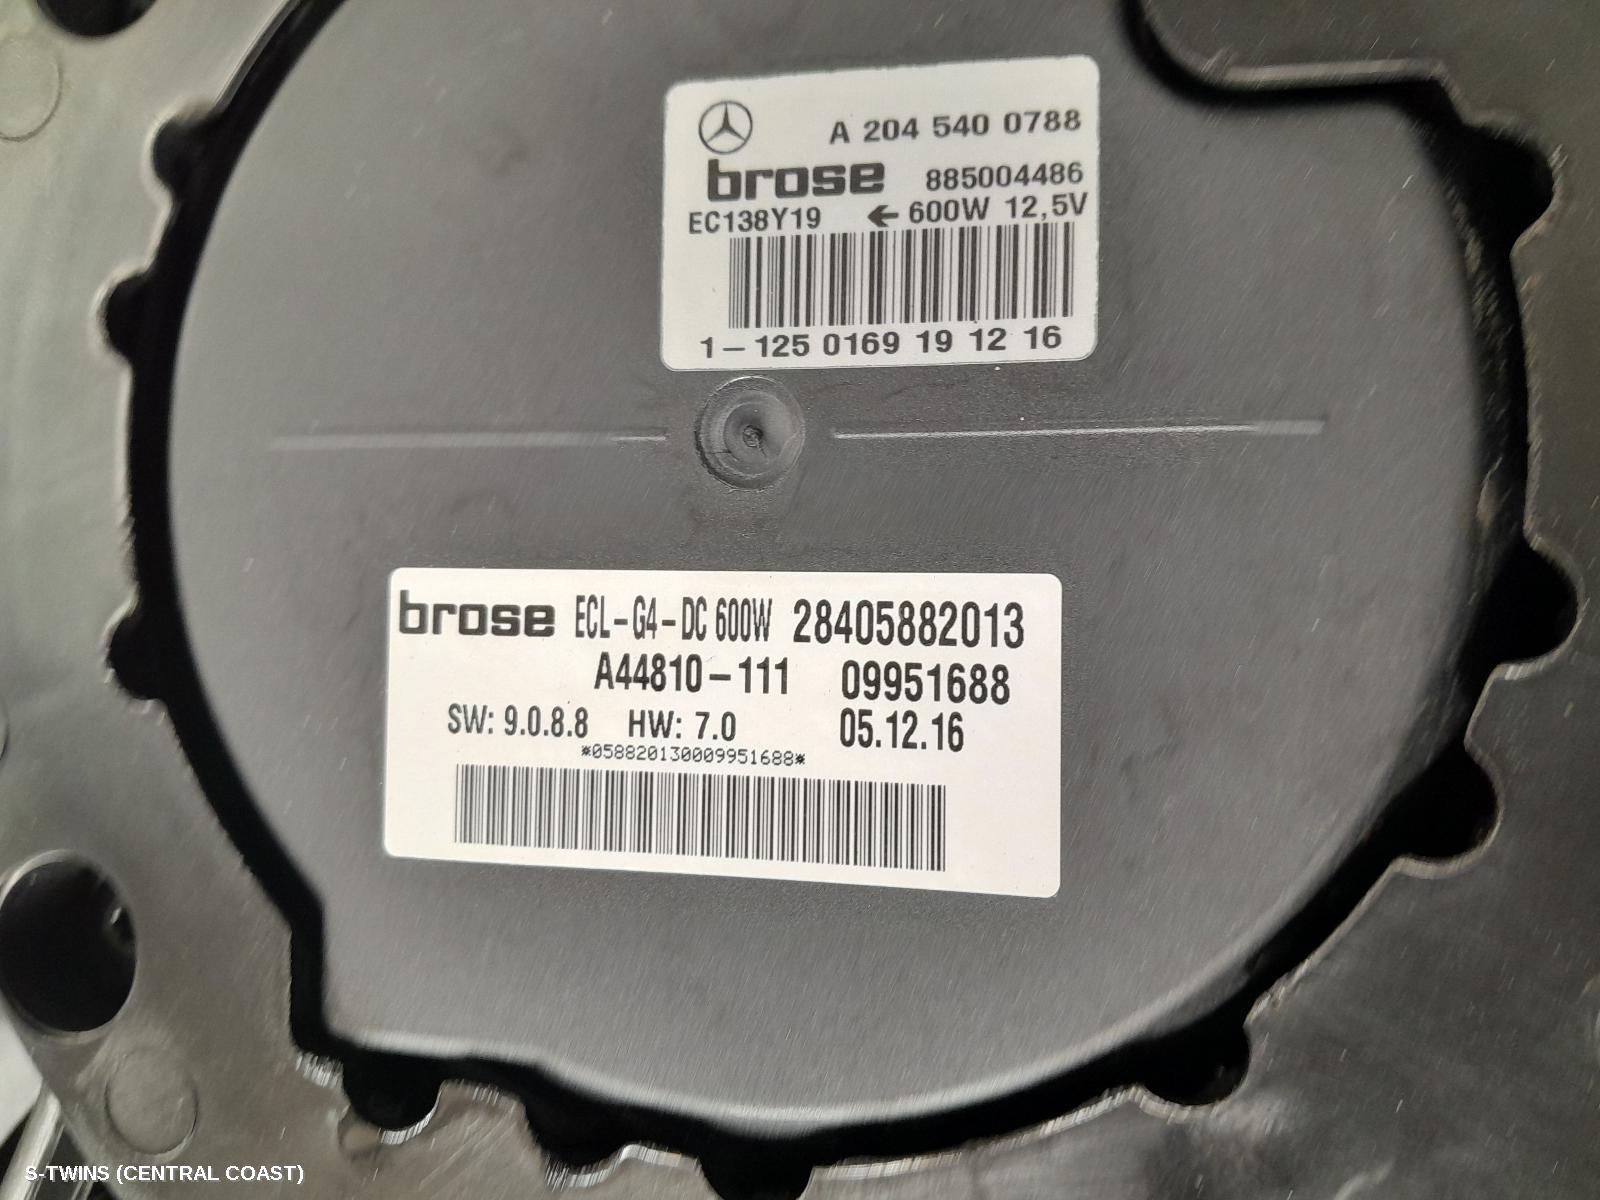 A 204 540 0788
brose 885004486
EC138Y19 ← 600W 12,5V
1-125 0169 19 12 16
brose ECL-G4-DC 600W 28405882013
A44810-111 09951688
SW: 9.0.8.8 HW: 7.0 05.12.16
*058820130009951688*
S-TWINS (CENTRAL COAST)